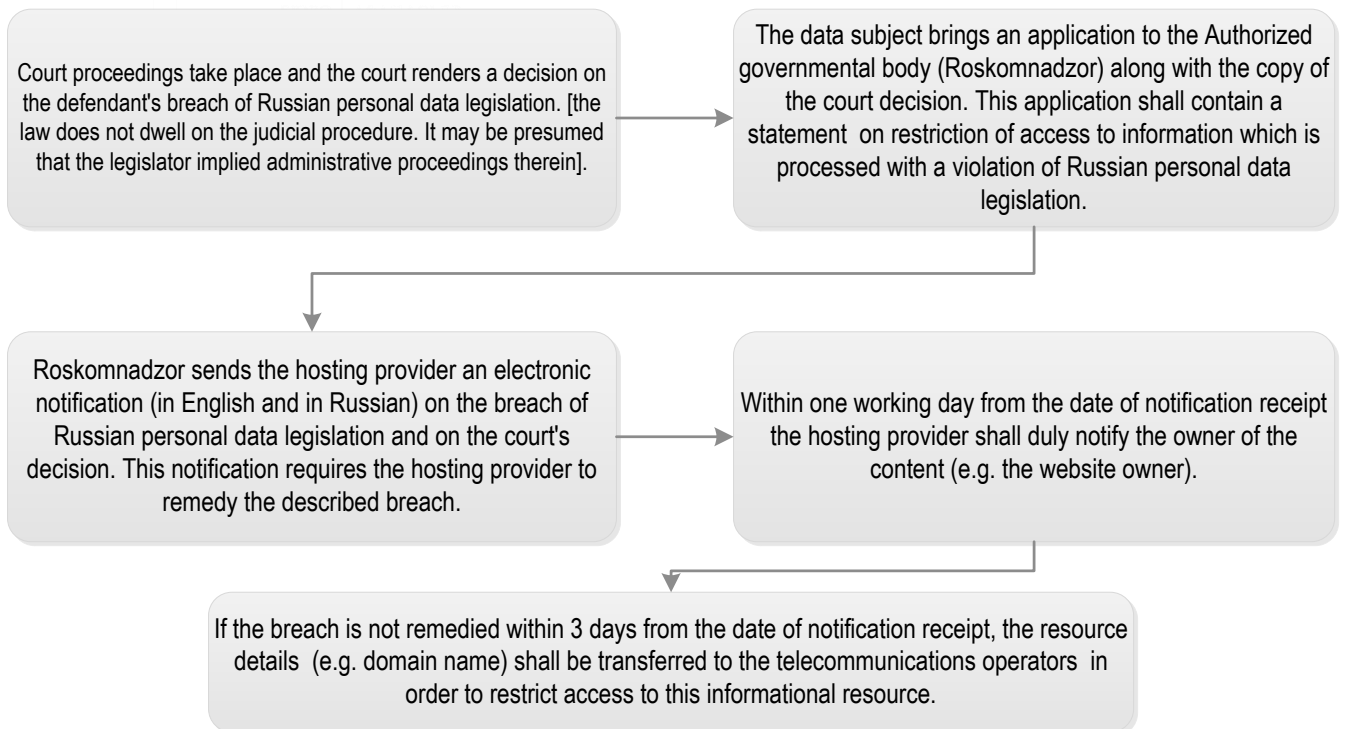 Court proceedings take place and the court renders a decision on
the defendant's breach of Russian personal data legislation. [the
law does not dwell on the judicial procedure. It may be presumed
that the legislator implied administrative proceedings therein].
The data subject brings an application to the Authorized
governmental body (Roskomnadzor) along with the copy of
the court decision. This application shall contain a
statement on restriction of access to information which is
processed with a violation of Russian personal data
legislation.
Roskomnadzor sends the hosting provider an electronic
notification (in English and in Russian) on the breach of
Russian personal data legislation and on the court's
decision. This notification requires the hosting provider to
remedy the described breach.
Within one working day from the date of notification receipt
the hosting provider shall duly notify the owner of the
content (e.g. the website owner).
If the breach is not remedied within 3 days from the date of notification receipt, the resource
details (e.g. domain name) shall be transferred to the telecommunications operators in
order to restrict access to this informational resource.